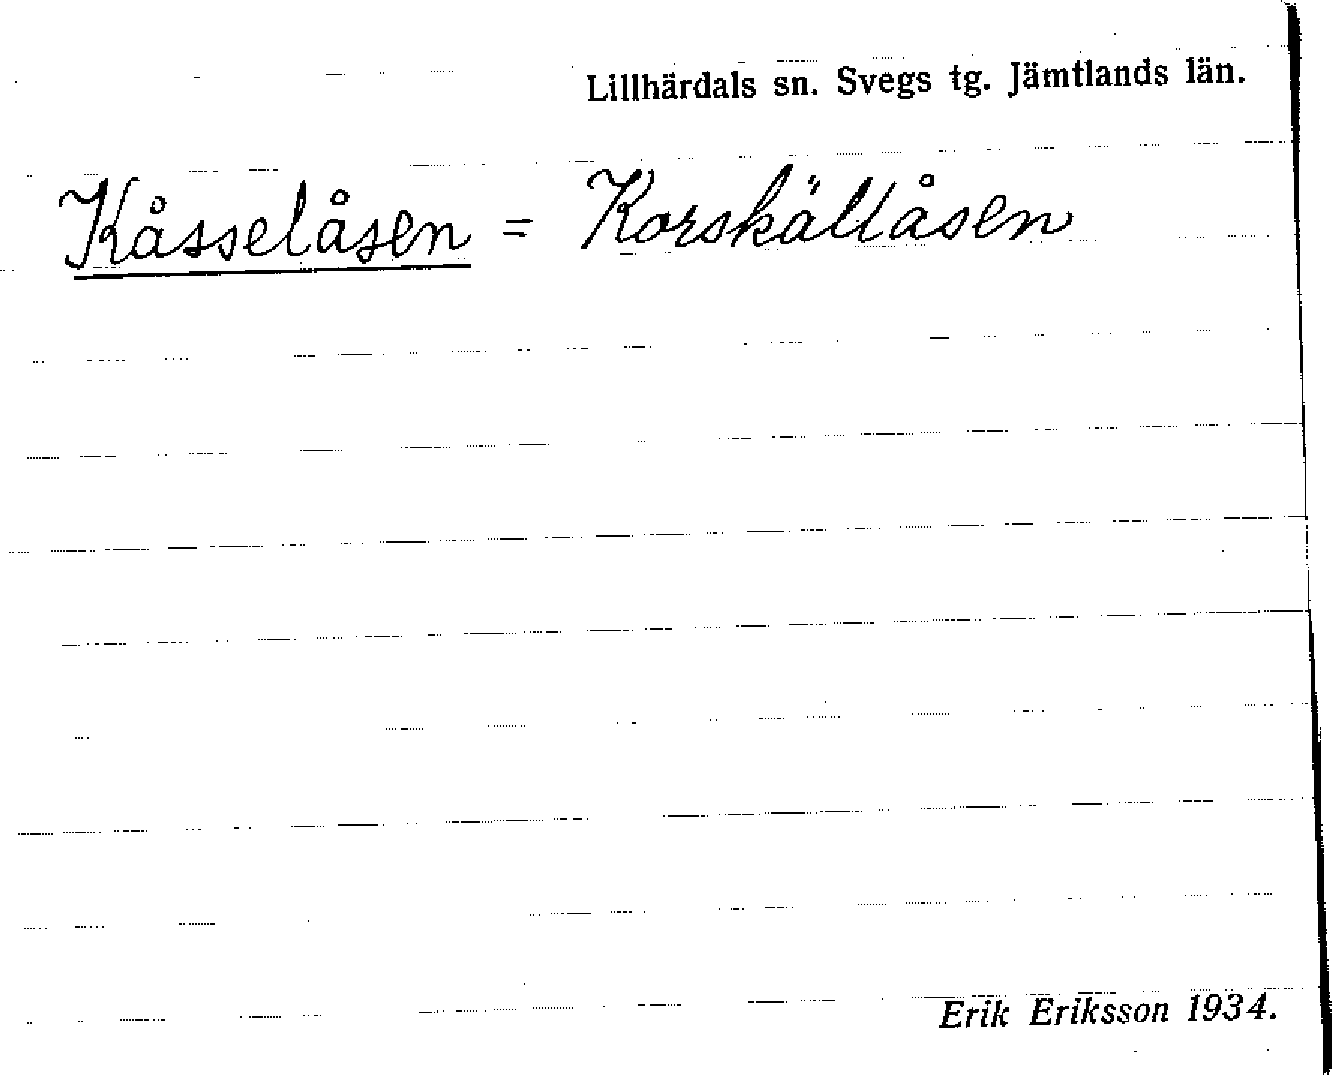 Lillhärdals sn. Svegs tg. Jämtlands län.
Kåsselåsen = Korskällåsen
Erik Eriksson 1934.